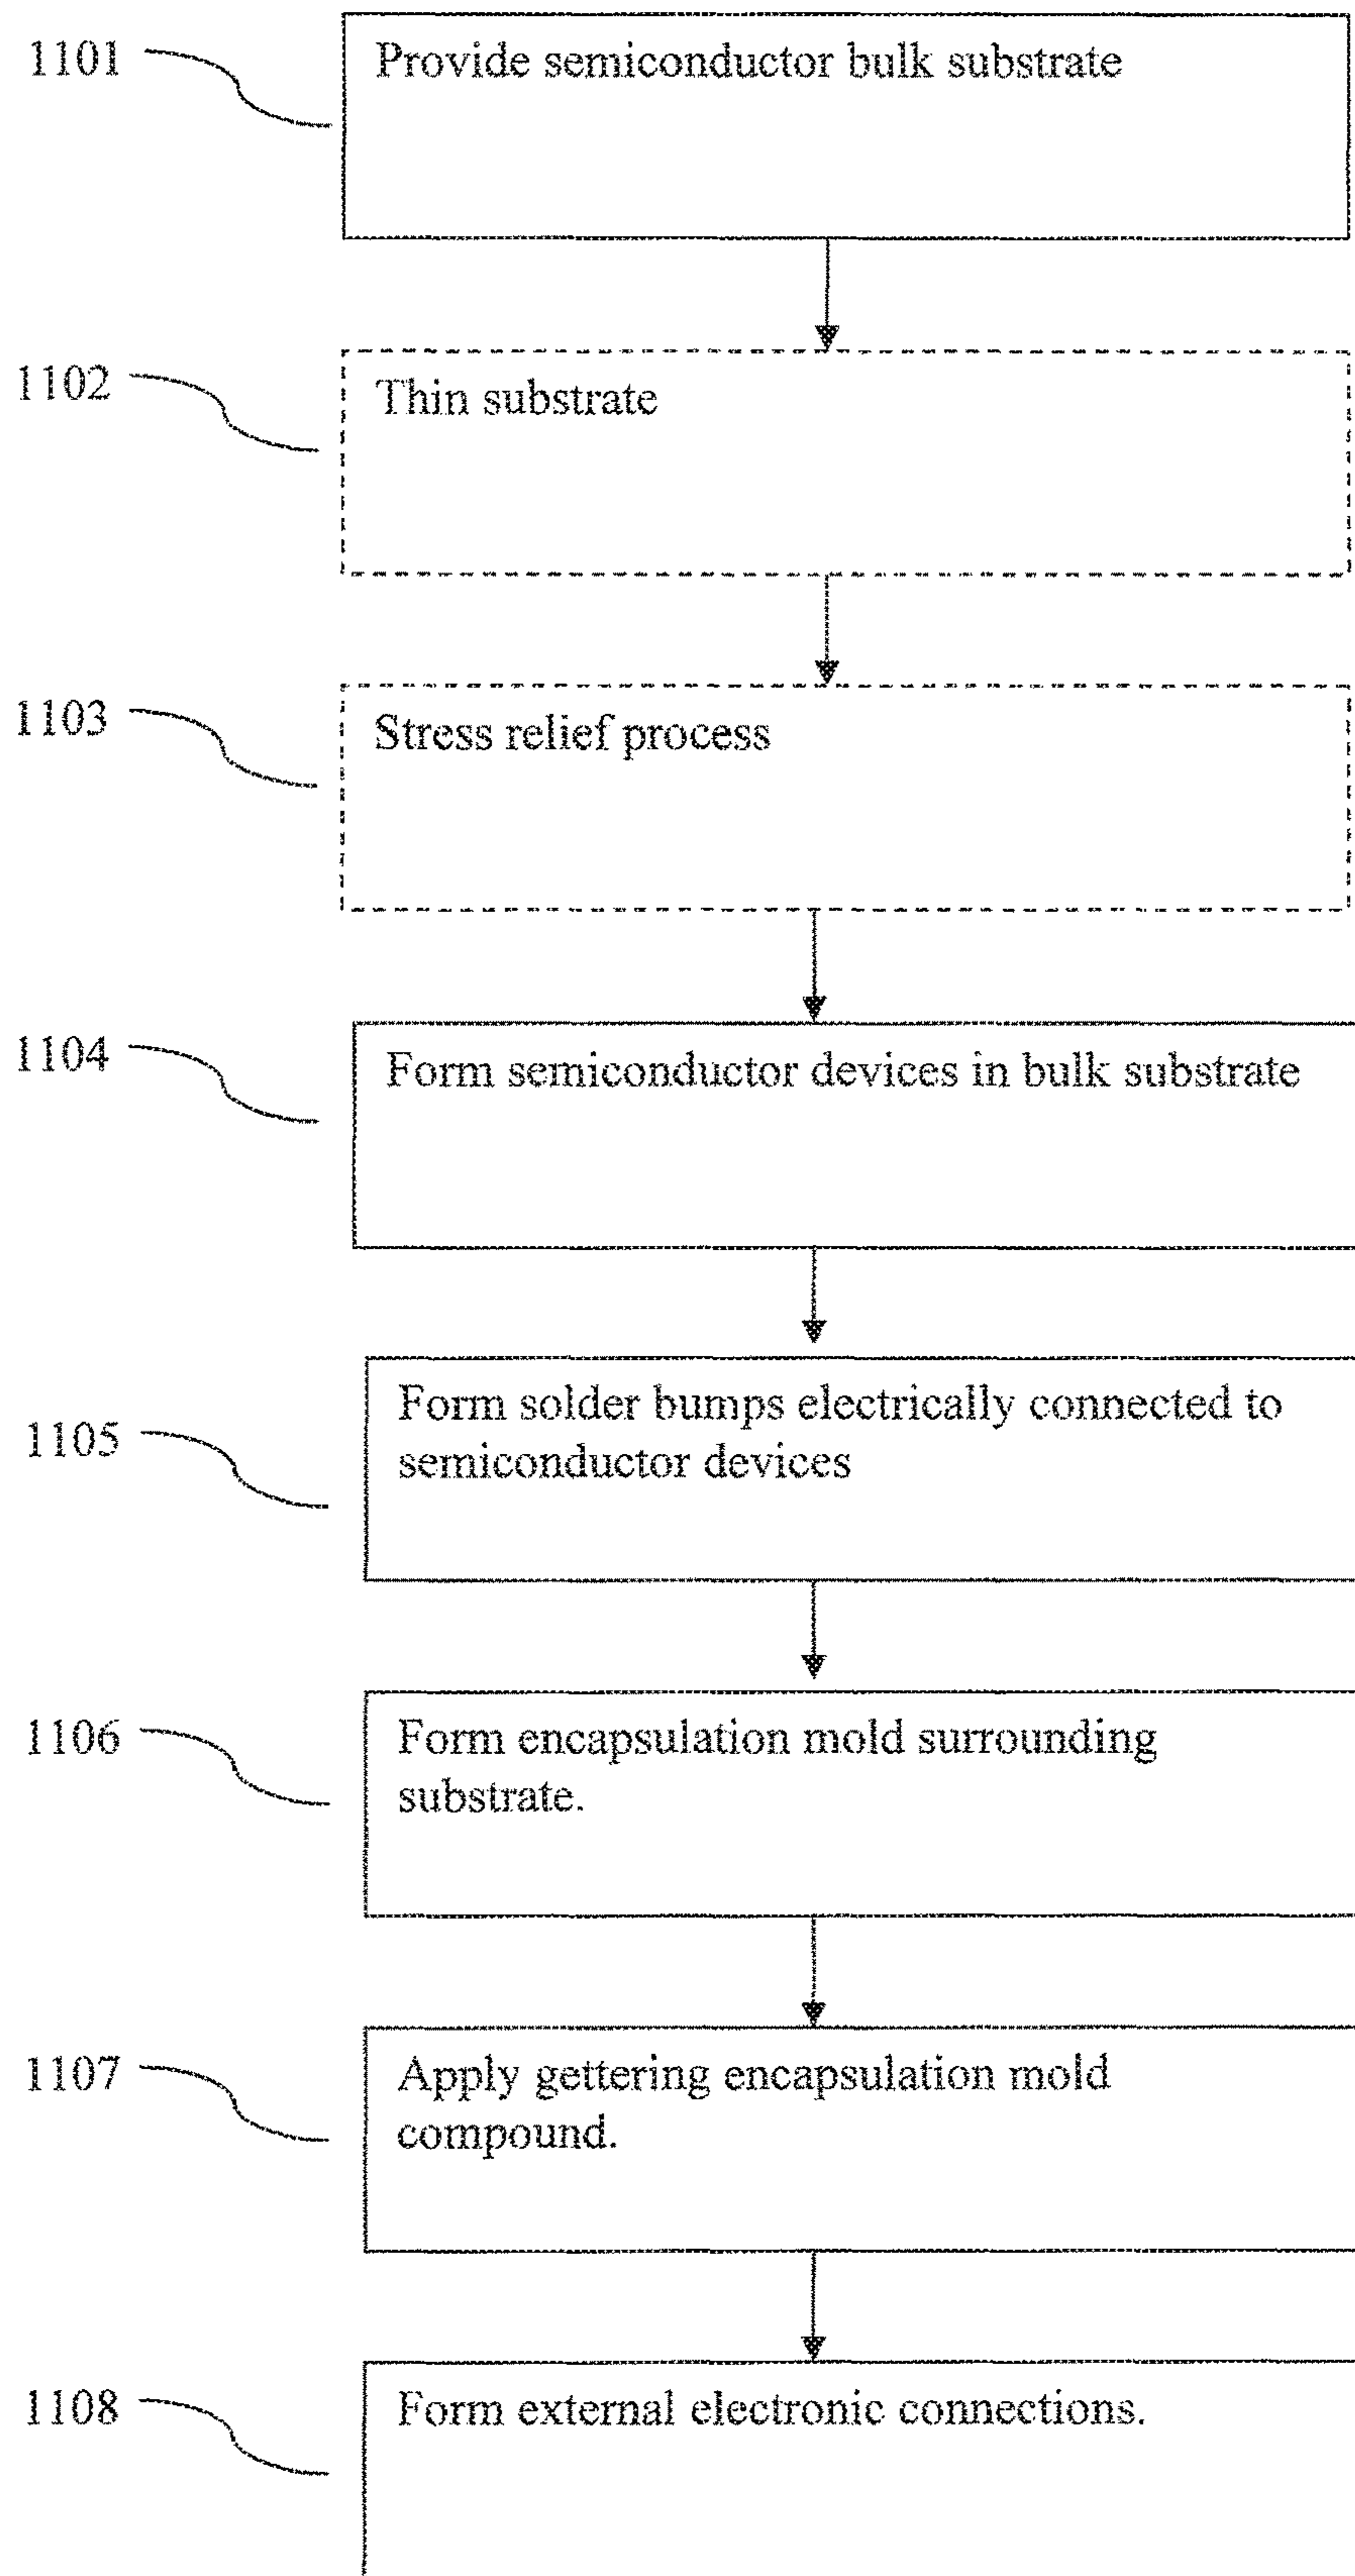 1101
Provide semiconductor bulk substrate
1102
Thin substrate
1103
Stress relief process
1104
Form semiconductor devices in bulk substrate
1105
Form solder bumps electrically connected to
semiconductor devices
1106
Form encapsulation mold surrounding
substrate.
1107
Apply gettering encapsulation mold
compound.
1108
Form external electronic connections.